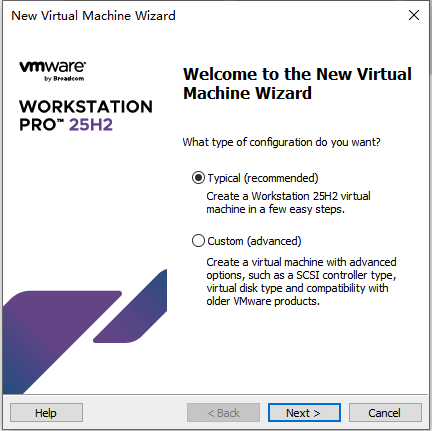 New Virtual Machine Wizard
vmware®
by Broadcom
WORKSTATION
PRO™ 25H2
Welcome to the New Virtual
Machine Wizard
What type of configuration do you want?
Typical (recommended)
Create a Workstation 25H2 virtual
machine in a few easy steps.
Custom (advanced)
Create a virtual machine with advanced
options, such as a SCSI controller type,
virtual disk type and compatibility with
older VMware products.
Help
< Back
Next >
Cancel